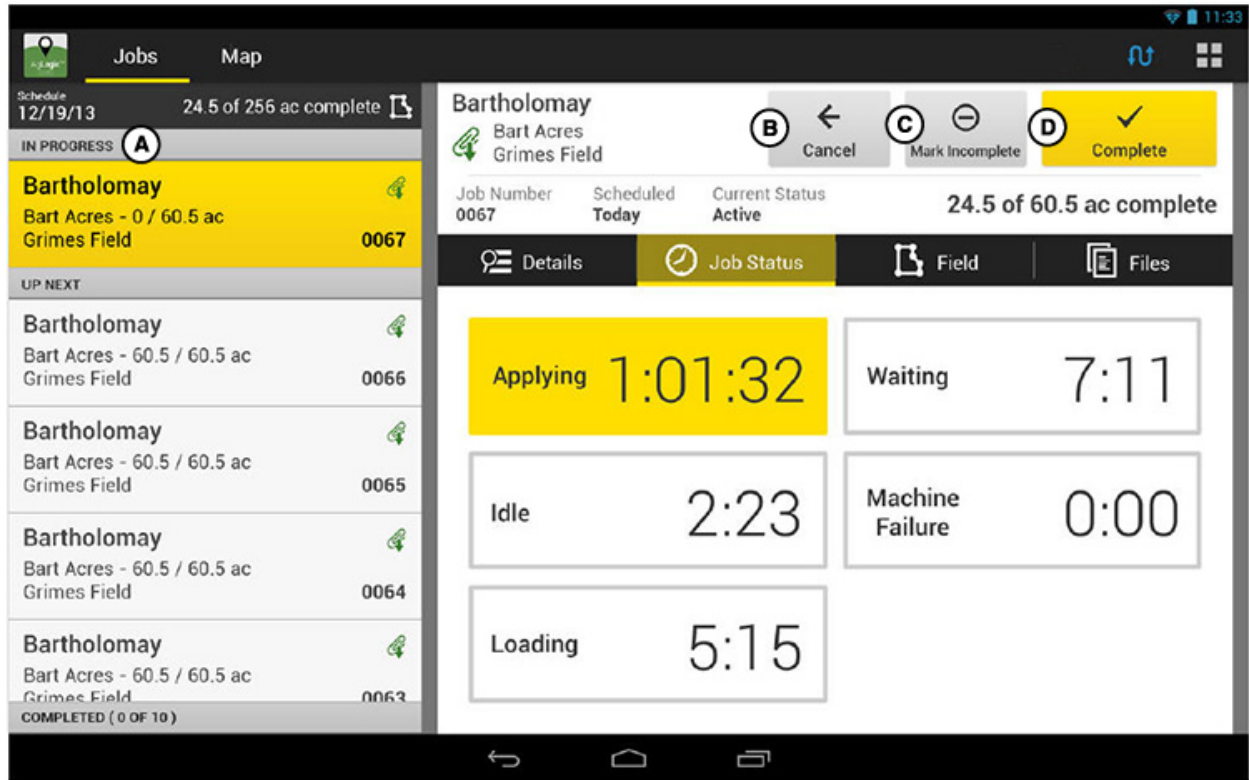 11:33
Jobs
Map
Schedule
12/19/13
24.5 of 256 ac complete
IN PROGRESS
A
Bartholomay
Bart Acres - 0 / 60.5 ac
Grimes Field
0067
UP NEXT
Bartholomay
Bart Acres - 60.5 / 60.5 ac
Grimes Field
0066
Bartholomay
Bart Acres - 60.5 / 60.5 ac
Grimes Field
0065
Bartholomay
Bart Acres - 60.5 / 60.5 ac
Grimes Field
0064
Bartholomay
Bart Acres - 60.5 / 60.5 ac
Grimes Field
0063
COMPLETED ( 0 OF 10 )
Bartholomay
Bart Acres
Grimes Field
B
Cancel
C
Mark Incomplete
D
Complete
Job Number
0067
Scheduled
Today
Current Status
Active
24.5 of 60.5 ac complete
Details
Job Status
Field
Files
Applying 1:01:32
Waiting 7:11
Idle 2:23
Machine
Failure
0:00
Loading 5:15